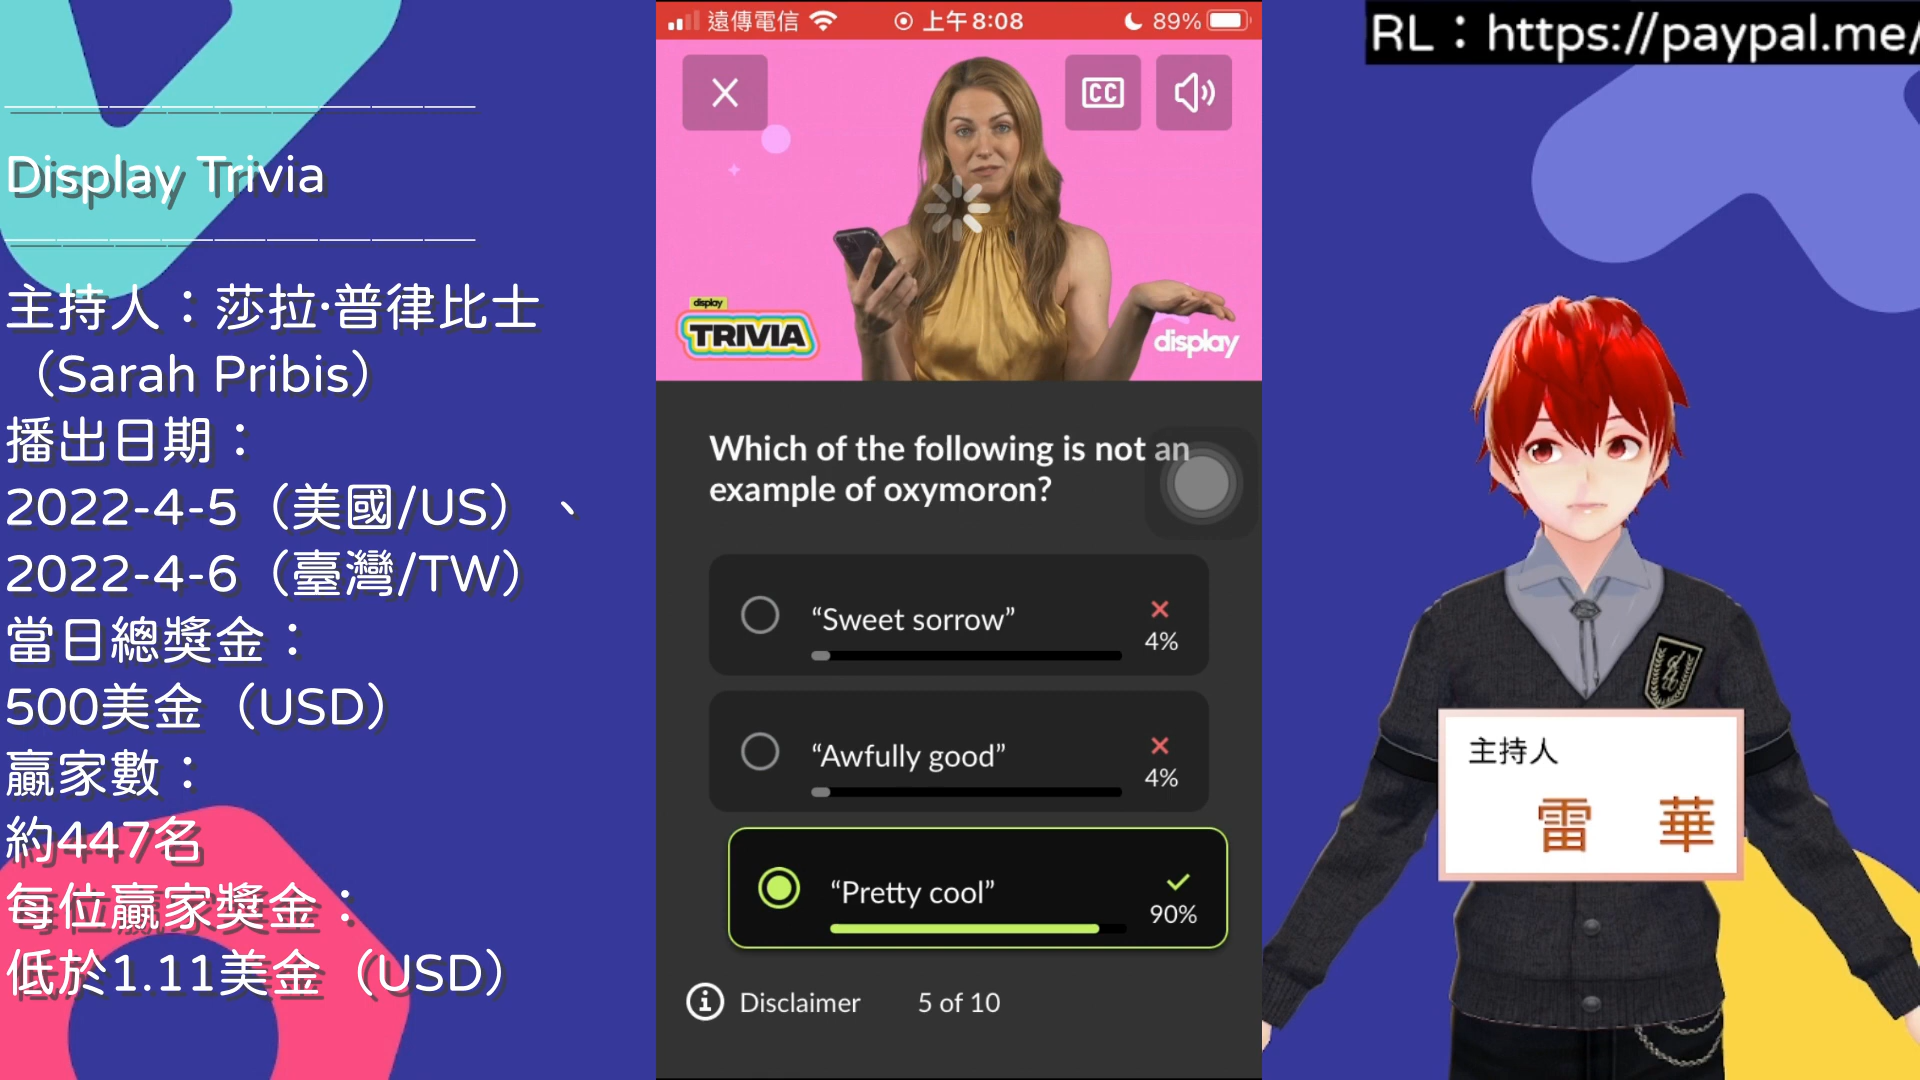 Display Trivia
主持人：莎拉·普律比士
（Sarah Pribis）
播出日期：
2022-4-5（美國/US）、
2022-4-6（臺灣/TW）
當日總獎金：
500美金（USD）
贏家數：
約447名
每位贏家獎金：
低於1.11美金（USD）
遠傳電信
上午8:08
89%
CC
display
TRIVIA
display
Which of the following is not an
example of oxymoron?
“Sweet sorrow”
4%
“Awfully good”
4%
“Pretty cool”
90%
Disclaimer
5 of 10
RL：https://paypal.me/
主持人
雷 華